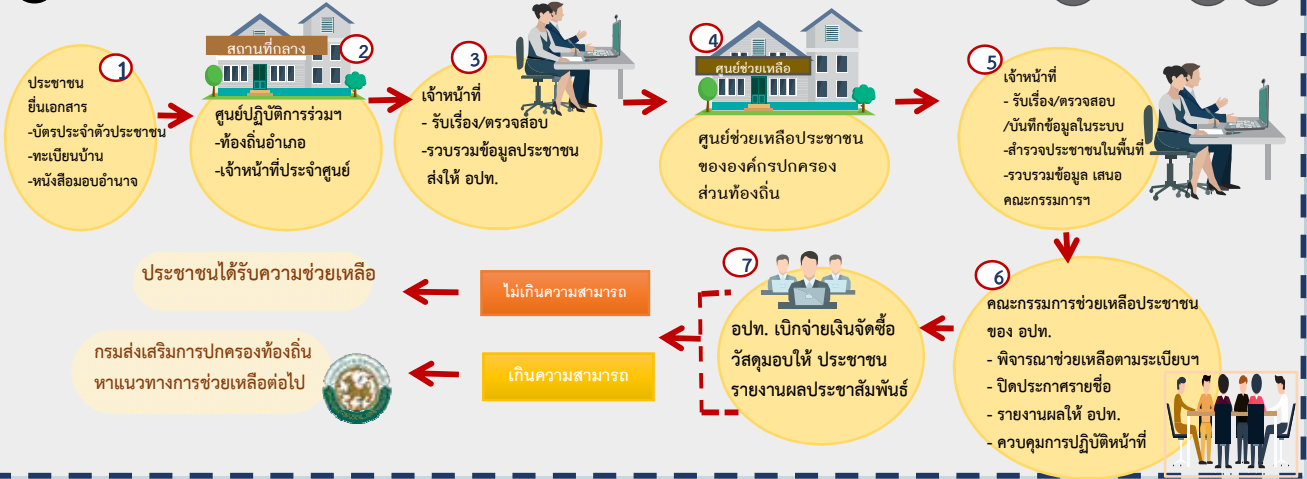 1
ประชาชน
ยื่นเอกสาร
-บัตรประจำตัวประชาชน
-ทะเบียนบ้าน
-หนังสือมอบอำนาจ
สถานที่กลาง
2
ศูนย์ปฏิบัติการร่วมฯ
-ท้องถิ่นอำเภอ
-เจ้าหน้าที่ประจำศูนย์
3
เจ้าหน้าที่
- รับเรื่อง/ตรวจสอบ
-รวบรวมข้อมูลประชาชน
ส่งให้ อปท.
4
ศูนย์ช่วยเหลือ
ศูนย์ช่วยเหลือประชาชน
ขององค์กรปกครอง
ส่วนท้องถิ่น
5
เจ้าหน้าที่
- รับเรื่อง/ตรวจสอบ
/บันทึกข้อมูลในระบบ
-สำรวจประชาชนในพื้นที่
-รวบรวมข้อมูล เสนอ
คณะกรรมการฯ
6
คณะกรรมการช่วยเหลือประชาชน
ของ อปท.
- พิจารณาช่วยเหลือตามระเบียบฯ
- ปิดประกาศรายชื่อ
- รายงานผลให้ อปท.
- ควบคุมการปฏิบัติหน้าที่
7
อปท. เบิกจ่ายเงินจัดซื้อ
วัสดุมอบให้ ประชาชน
รายงานผลประชาสัมพันธ์
ไม่เกินความสามารถ
ประชาชนได้รับความช่วยเหลือ
เกินความสามารถ
กรมส่งเสริมการปกครองท้องถิ่น
หาแนวทางการช่วยเหลือต่อไป